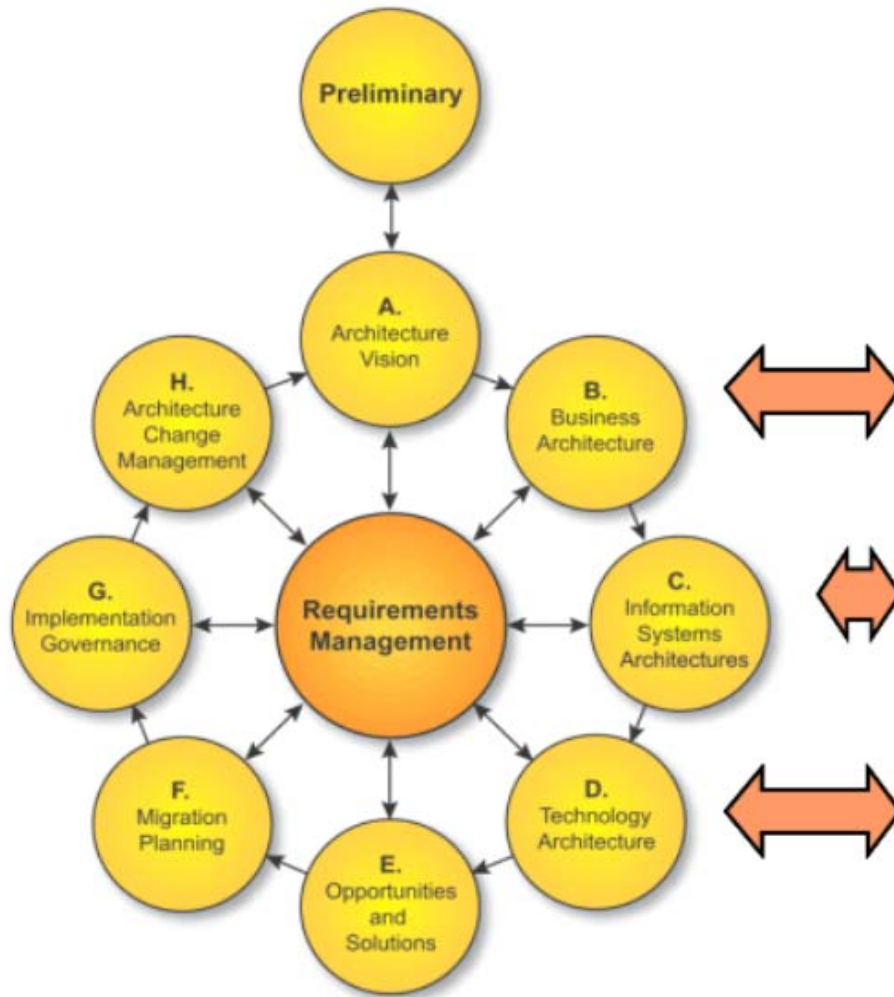 Preliminary
A.
Architecture
Vision
B.
Business
Architecture
C.
Information
Systems
Architectures
D.
Technology
Architecture
E.
Opportunities
and
Solutions
F.
Migration
Planning
G.
Implementation
Governance
H.
Architecture
Change
Management
Requirements
Management